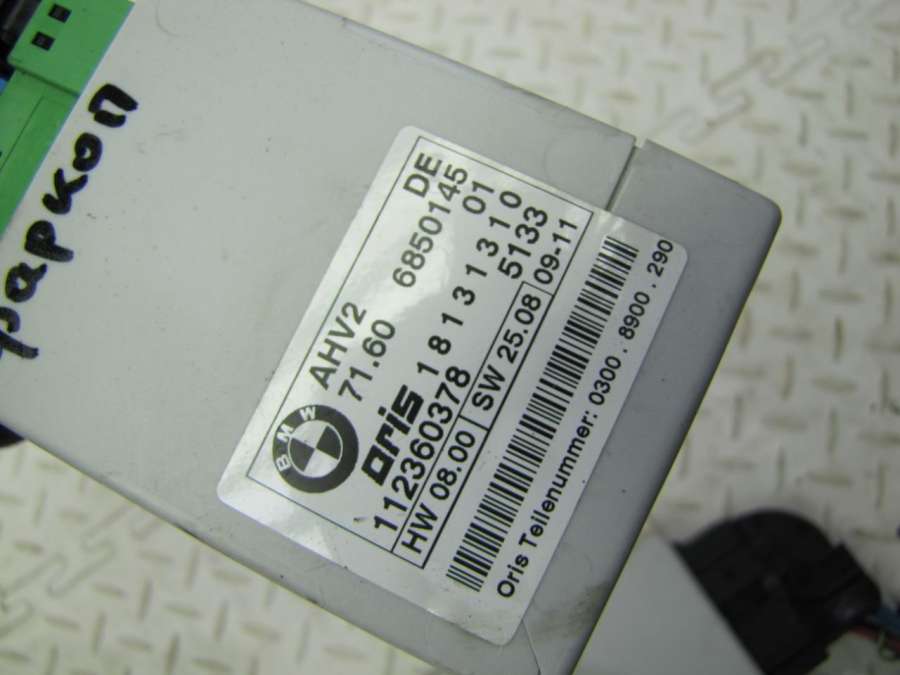 фаркоп
BMW
AHV2 DE
71.60 6850145
oris 1 8 1 3 1 3 1 0 01
112360378 5133
HW 08.00 SW 25.08 09-11
Oris Teilenummer: 0300 . 8900 . 290